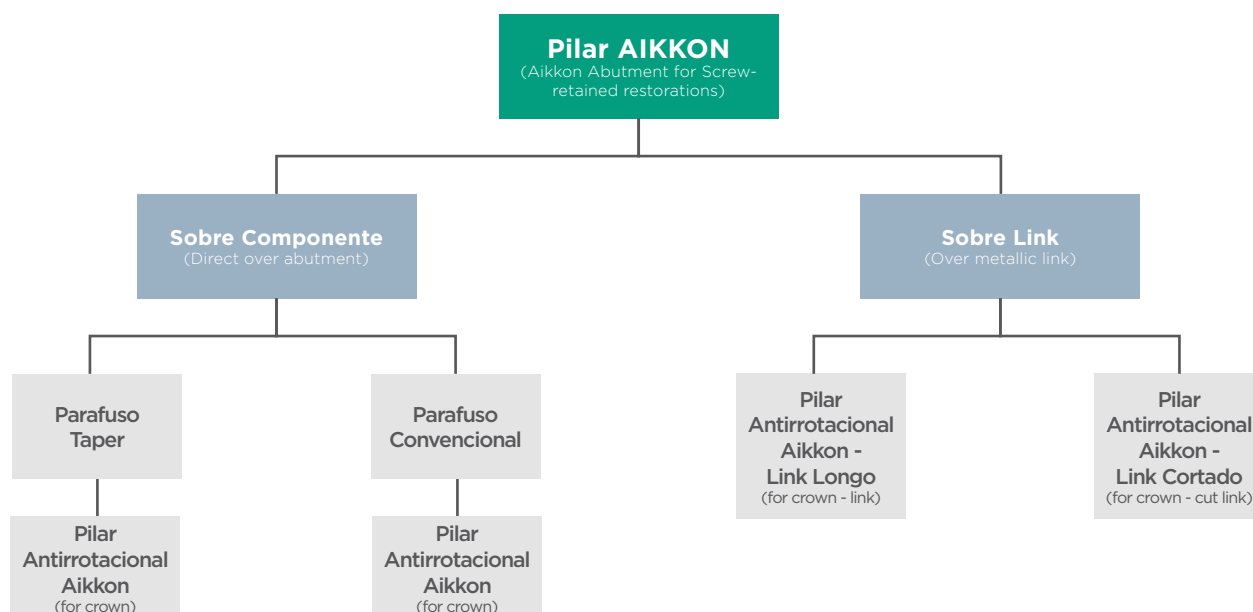 Pilar AIKKON
(Aikkon Abutment for Screw-
retained restorations)
Sobre Componente
(Direct over abutment)
Sobre Link
(Over metallic link)
Parafuso
Taper
Parafuso
Convencional
Pilar
Antirrotacional
Aikkon -
Link Longo
(for crown - link)
Pilar
Antirrotacional
Aikkon -
Link Cortado
(for crown - cut link)
Pilar
Antirrotacional
Aikkon
(for crown)
Pilar
Antirrotacional
Aikkon
(for crown)